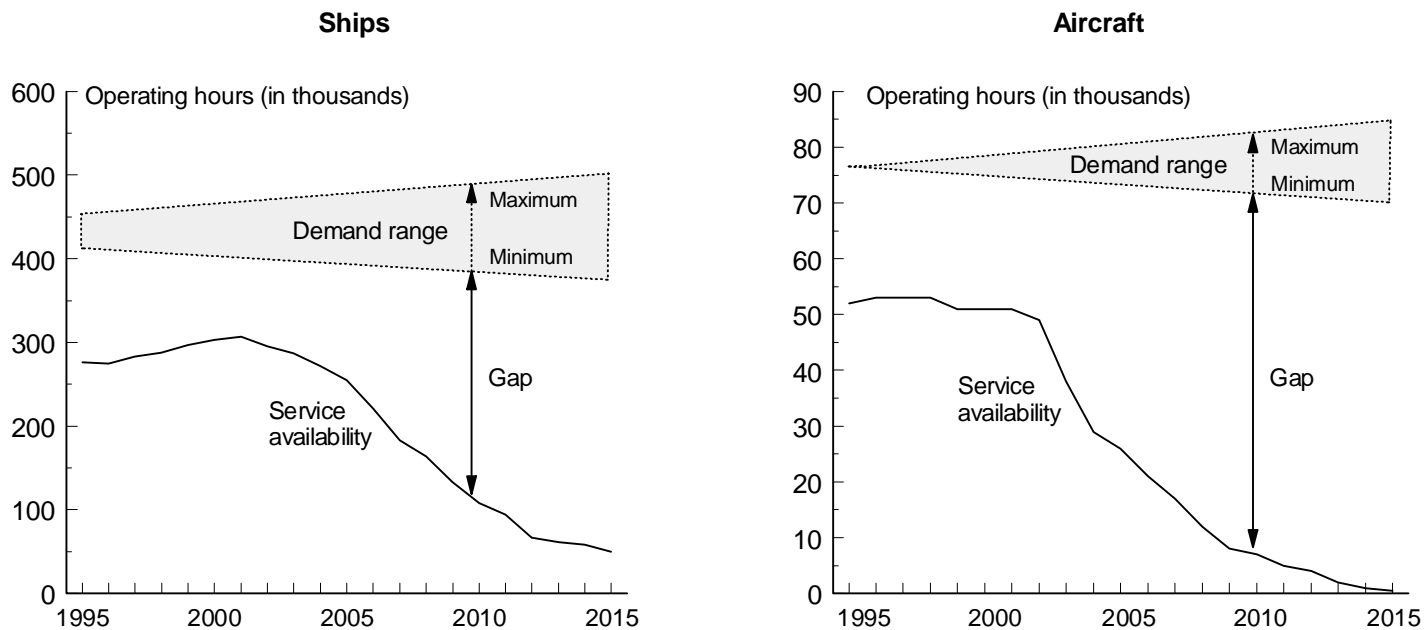 Ships
Operating hours (in thousands)
600
500
400
300
200
100
0
Maximum
Demand range
Minimum
Gap
Service
availability
1995
2000
2005
2010
2015
Aircraft
Operating hours (in thousands)
90
80
70
60
50
40
30
20
10
0
Maximum
Demand range
Minimum
Gap
Service
availability
1995
2000
2005
2010
2015